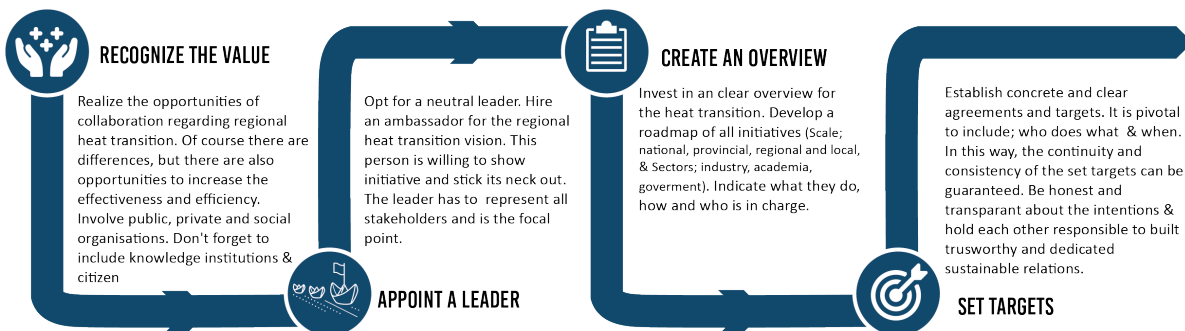 RECOGNIZE THE VALUE
Realize the opportunities of
collaboration regarding regional
heat transition. Of course there are
differences, but there are also
opportunities to increase the
effectiveness and efficiency.
Involve public, private and social
organisations. Don't forget to
include knowledge institutions &
citizen
APPOINT A LEADER
Opt for a neutral leader. Hire
an ambassador for the regional
heat transition vision. This
person is willing to show
initiative and stick its neck out.
The leader has to represent all
stakeholders and is the focal
point.
CREATE AN OVERVIEW
Invest in an clear overview for
the heat transition. Develop a
roadmap of all initiatives (Scale;
national, provincial, regional and local,
& Sectors; industry, academia,
goverment). Indicate what they do,
how and who is in charge.
SET TARGETS
Establish concrete and clear
agreements and targets. It is pivotal
to include; who does what & when.
In this way, the continuity and
consistency of the set targets can be
guaranteed. Be honest and
transparant about the intentions &
hold each other responsible to built
trusworthy and dedicated
sustainable relations.